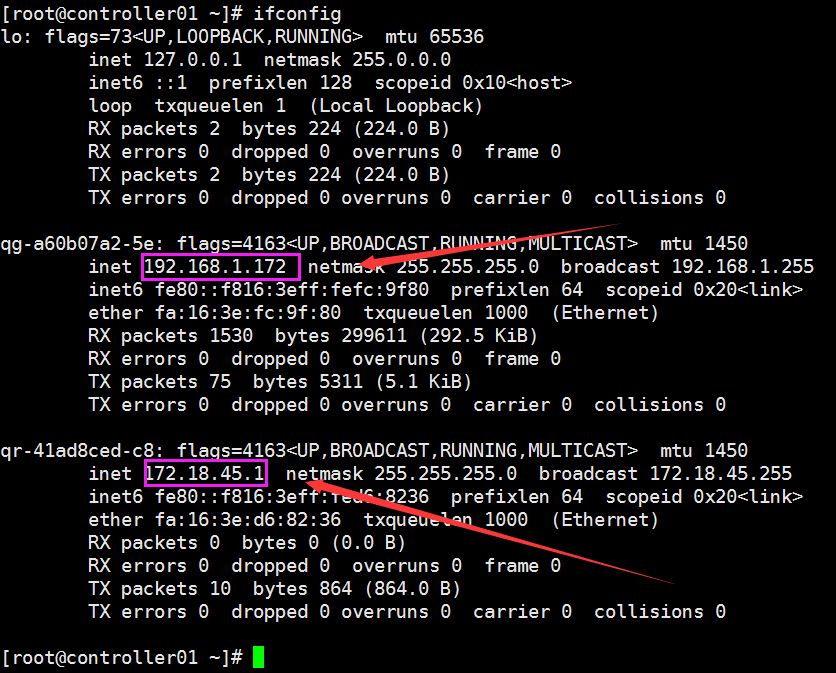 [root@controller01 ~]# ifconfig
lo: flags=73<UP,LOOPBACK,RUNNING>  mtu 65536
        inet 127.0.0.1  netmask 255.0.0.0
        inet6 ::1  prefixlen 128  scopeid 0x10<host>
        loop  txqueuelen 1  (Local Loopback)
        RX packets 2  bytes 224 (224.0 B)
        RX errors 0  dropped 0  overruns 0  frame 0
        TX packets 2  bytes 224 (224.0 B)
        TX errors 0  dropped 0 overruns 0  carrier 0  collisions 0

qg-a60b07a2-5e: flags=4163<UP,BROADCAST,RUNNING,MULTICAST>  mtu 1450
        inet 192.168.1.172  netmask 255.255.255.0  broadcast 192.168.1.255
        inet6 fe80::f816:3eff:fefc:9f80  prefixlen 64  scopeid 0x20<link>
        ether fa:16:3e:fc:9f:80  txqueuelen 1000  (Ethernet)
        RX packets 1530  bytes 299611 (292.5 KiB)
        RX errors 0  dropped 0  overruns 0  frame 0
        TX packets 75  bytes 5311 (5.1 KiB)
        TX errors 0  dropped 0 overruns 0  carrier 0  collisions 0

qr-41ad8ced-c8: flags=4163<UP,BROADCAST,RUNNING,MULTICAST>  mtu 1450
        inet 172.18.45.1  netmask 255.255.255.0  broadcast 172.18.45.255
        inet6 fe80::f816:3eff:fed6:8236  prefixlen 64  scopeid 0x20<link>
        ether fa:16:3e:d6:82:36  txqueuelen 1000  (Ethernet)
        RX packets 0  bytes 0 (0.0 B)
        RX errors 0  dropped 0  overruns 0  frame 0
        TX packets 10  bytes 864 (864.0 B)
        TX errors 0  dropped 0 overruns 0  carrier 0  collisions 0

[root@controller01 ~]#